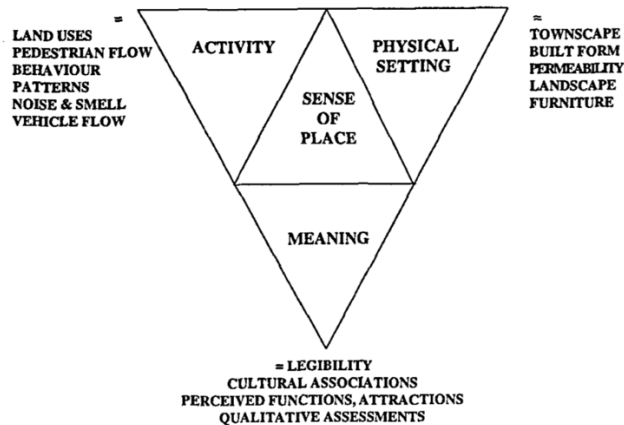 =
LAND USES
PEDESTRIAN FLOW
BEHAVIOUR
PATTERNS
NOISE & SMELL
VEHICLE FLOW
ACTIVITY
PHYSICAL
SETTING
SENSE
OF
PLACE
MEANING
=
TOWNSCAPE
BUILT FORM
PERMEABILITY
LANDSCAPE
FURNITURE
= LEGIBILITY
CULTURAL ASSOCIATIONS
PERCEIVED FUNCTIONS, ATTRACTIONS
QUALITATIVE ASSESSMENTS